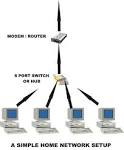 MODEM / ROUTER
5 PORT SWITCH
OR HUB
A SIMPLE HOME NETWORK SETUP